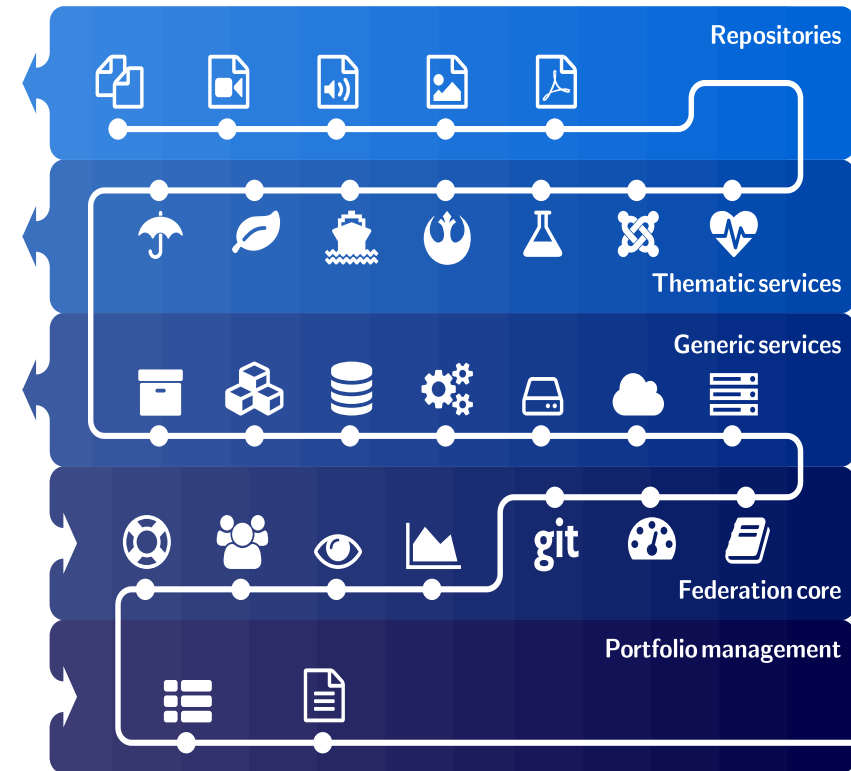 Repositories
Thematic services
Generic services
git
Federation core
Portfolio management